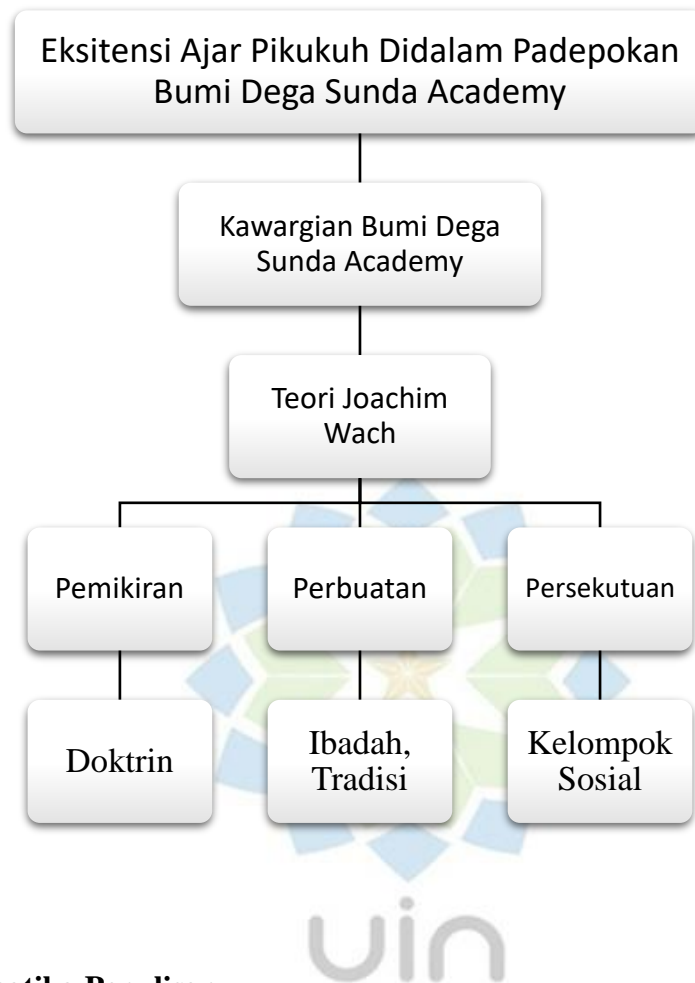 Eksitensi Ajar Pikukuh Didalam Padepokan
Bumi Dega Sunda Academy
Kawargian Bumi Dega
Sunda Academy
Teori Joachim
Wach
Pemikiran
Perbuatan
Persekutuan
Doktrin
Ibadah,
Tradisi
Kelompok
Sosial
uin